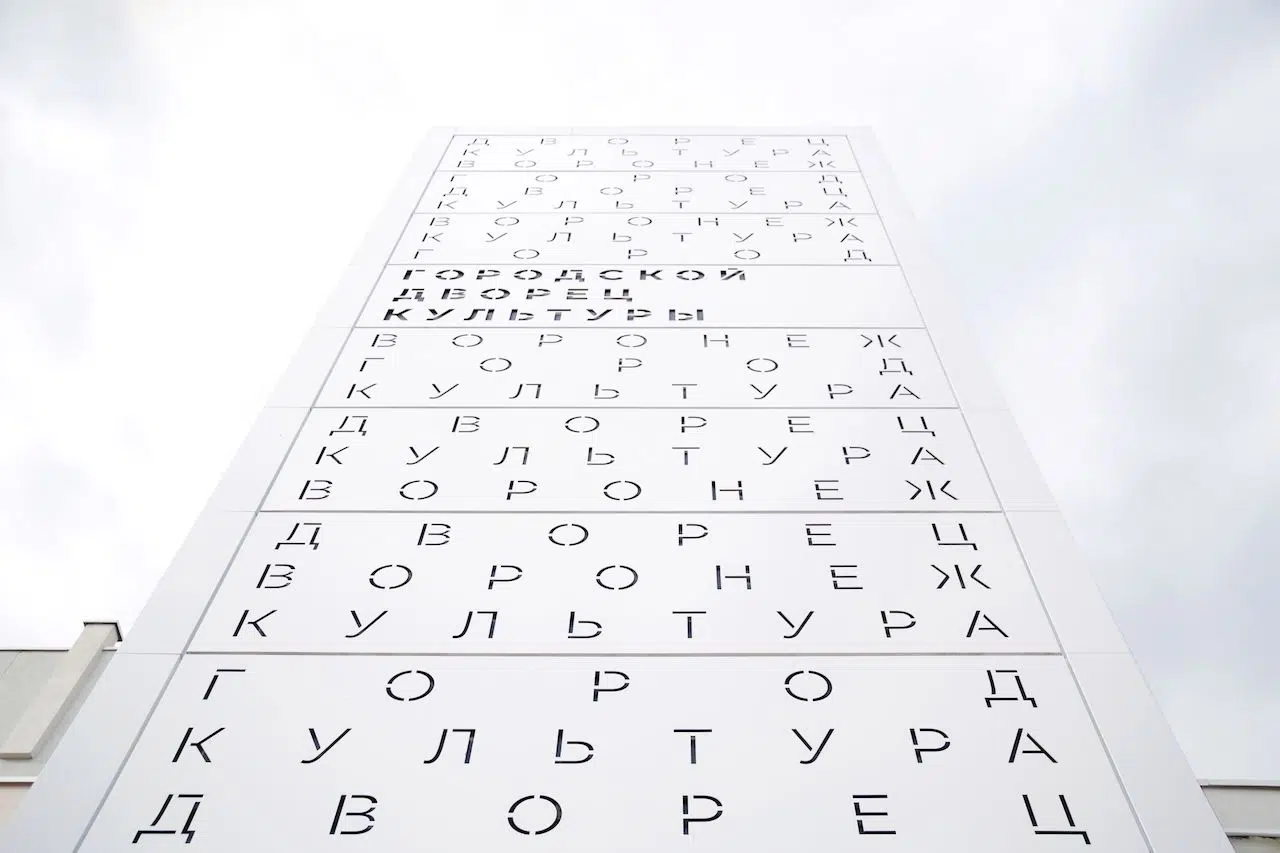 Д В О Р Е Ц
К У Л Ь Т У Р А
В О Р О Н Е Ж
Г О Р О Д
Д В О Р Е Ц
К У Л Ь Т У Р А
В О Р О Н Е Ж
К У Л Ь Т У Р А
Г О Р О Д
ГОРОДСКОЙ
ДВОРЕЦ
КУЛЬТУРЫ
В О Р О Н Е Ж
Г О Р О Д
К У Л Ь Т У Р А
Д В О Р Е Ц
К У Л Ь Т У Р А
В О Р О Н Е Ж
Д В О Р Е Ц
В О Р О Н Е Ж
К У Л Ь Т У Р А
Г О Р О Д
К У Л Ь Т У Р А
Д В О Р Е Ц